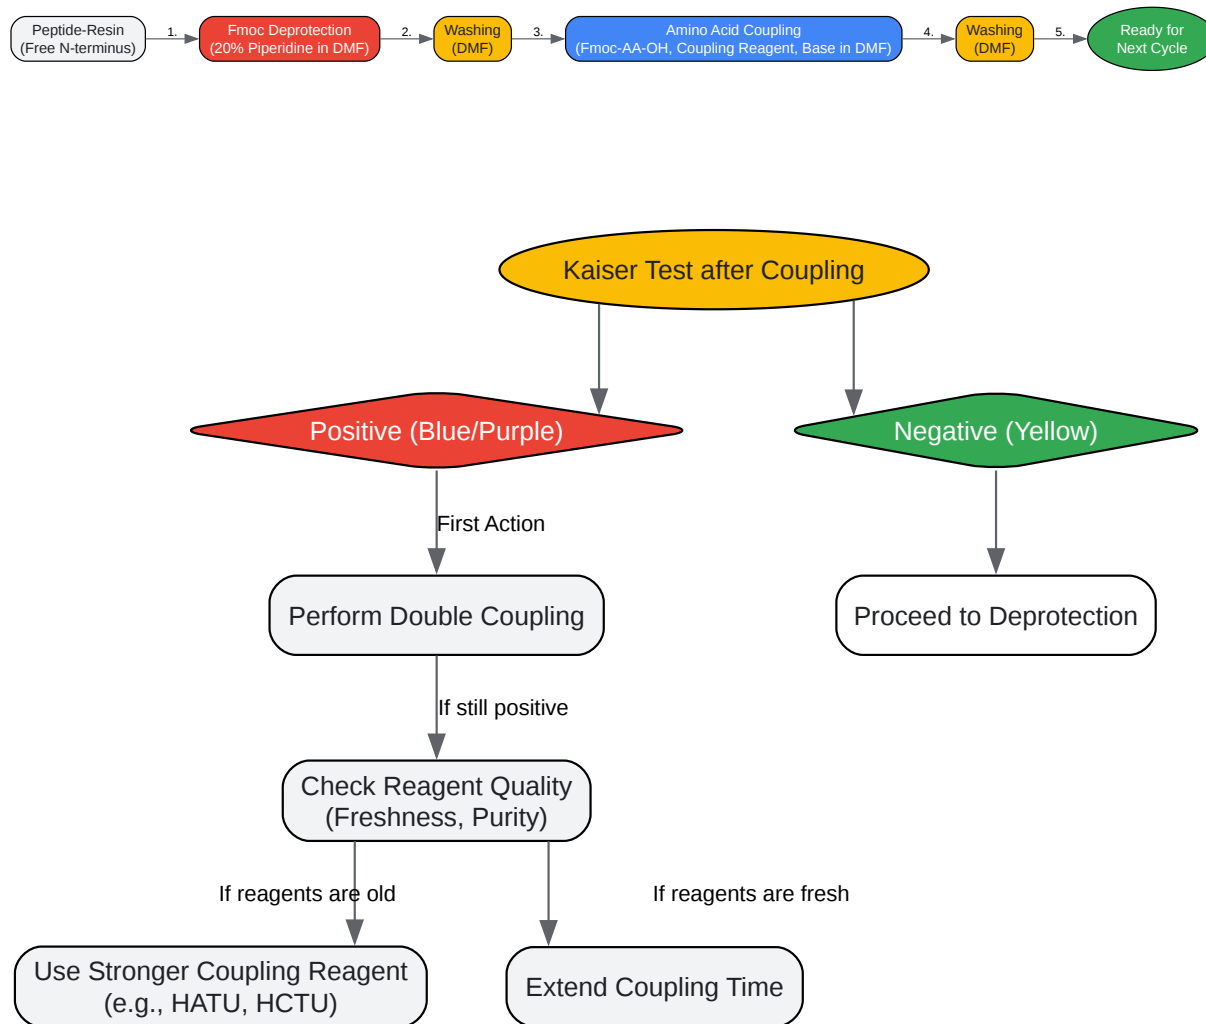 Peptide-Resin
(Free N-terminus)
1.
Fmoc Deprotection
(20% Piperidine in DMF)
2.
Washing
(DMF)
3.
Amino Acid Coupling
(Fmoc-AA-OH, Coupling Reagent, Base in DMF)
4.
Washing
(DMF)
5.
Ready for
Next Cycle
Kaiser Test after Coupling
Positive (Blue/Purple)
Negative (Yellow)
First Action
Perform Double Coupling
Proceed to Deprotection
If still positive
Check Reagent Quality
(Freshness, Purity)
If reagents are old
If reagents are fresh
Use Stronger Coupling Reagent
(e.g., HATU, HCTU)
Extend Coupling Time